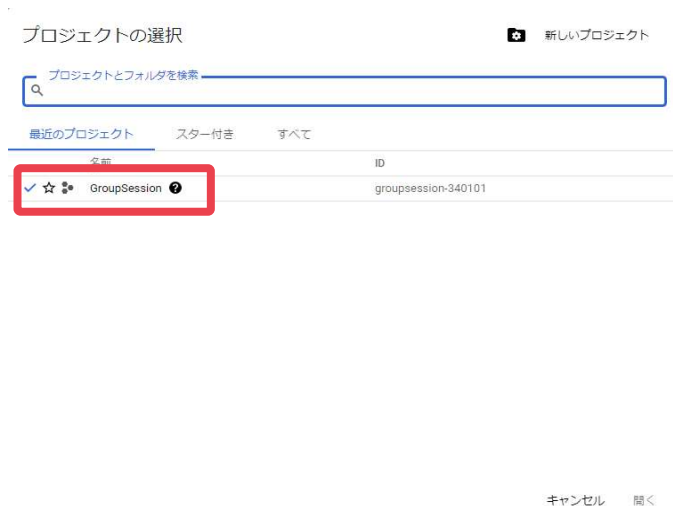 プロジェクトの選択
新しいプロジェクト
プロジェクトとフォルダを検索
最近のプロジェクト スター付き すべて
名前 ID
GroupSession groupsession-340101
キャンセル 開く